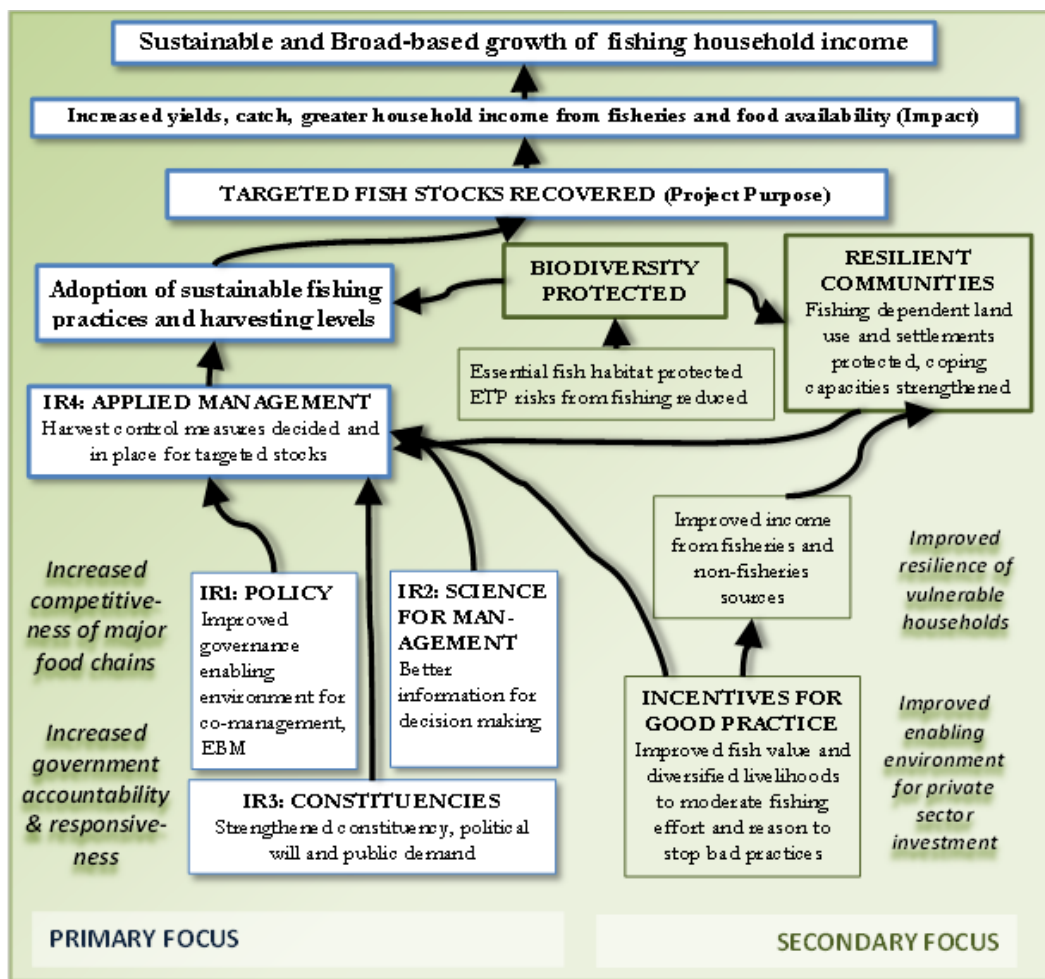 Sustainable and Broad-based growth of fishing household income
Increased yields, catch, greater household income from fisheries and food availability (Impact)
TARGETED FISH STOCKS RECOVERED (Project Purpose)
Adoption of sustainable fishing
practices and harvesting levels
BIODIVERSITY
PROTECTED
RESILIENT
COMMUNITIES
Fishing dependent land
use and settlements
protected, coping
capacities strengthened
Essential fish habitat protected
ETP risks from fishing reduced
IR4: APPLIED MANAGEMENT
Harvest control measures decided and
in place for targeted stocks
Improved income
from fisheries and
non-fisheries
sources
Improved
resilience of
vulnerable
households
Increased
competitive-
ness of major
food chains
IR1: POLICY
Improved
governance
enabling
environment for
co-management,
EBM
IR2: SCIENCE
FOR MAN-
AGEMENT
Better
information for
decision making
INCENTIVES FOR
GOOD PRACTICE
Improved fish value and
diversified livelihoods
to moderate fishing
effort and reason to
stop bad practices
Improved
enabling
environment
for private
sector
investment
Increased
government
accountability
& responsive-
ness
IR3: CONSTITUENCIES
Strengthened constituency, political
will and public demand
PRIMARY FOCUS
SECONDARY FOCUS